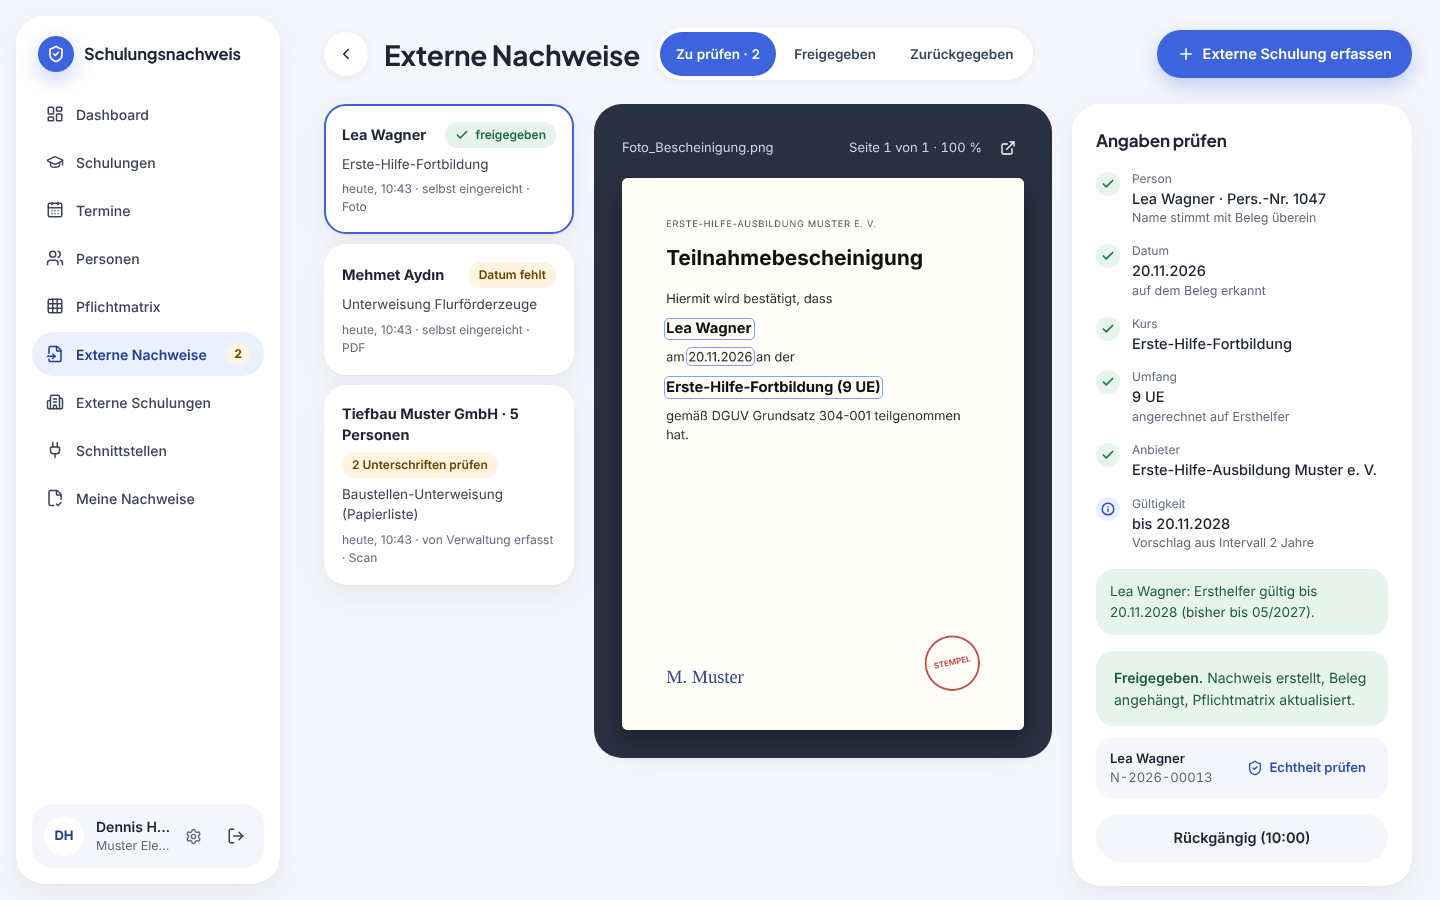 Schulungsnachweis
Dashboard
Schulungen
Termine
Personen
Pflichtmatrix
Externe Nachweise 2
Externe Schulungen
Schnittstellen
Meine Nachweise
DH
Dennis H...
Muster Ele...
Externe Nachweise
Zu prüfen · 2
Freigegeben
Zurückgegeben
Externe Schulung erfassen
Lea Wagner
freigegeben
Erste-Hilfe-Fortbildung
heute, 10:43 · selbst eingereicht ·
Foto
Mehmet Aydın
Datum fehlt
Unterweisung Flurförderzeuge
heute, 10:43 · selbst eingereicht ·
PDF
Tiefbau Muster GmbH · 5
Personen
2 Unterschriften prüfen
Baustellen-Unterweisung
(Papierliste)
heute, 10:43 · von Verwaltung erfasst
· Scan
Foto_Bescheinigung.png
Seite 1 von 1 · 100 %
ERSTE-HILFE-AUSBILDUNG MUSTER E. V.
Teilnahmebescheinigung
Hiermit wird bestätigt, dass
Lea Wagner
am 20.11.2026 an der
Erste-Hilfe-Fortbildung (9 UE)
gemäß DGUV Grundsatz 304-001 teilgenommen
hat.
M. Muster
STEMPEL
Angaben prüfen
Person
Lea Wagner · Pers.-Nr. 1047
Name stimmt mit Beleg überein
Datum
20.11.2026
auf dem Beleg erkannt
Kurs
Erste-Hilfe-Fortbildung
Umfang
9 UE
angerechnet auf Ersthelfer
Anbieter
Erste-Hilfe-Ausbildung Muster e. V.
Gültigkeit
bis 20.11.2028
Vorschlag aus Intervall 2 Jahre
Lea Wagner: Ersthelfer gültig bis
20.11.2028 (bisher bis 05/2027).
Freigegeben. Nachweis erstellt, Beleg
angehängt, Pflichtmatrix aktualisiert.
Lea Wagner
N-2026-00013
Echtheit prüfen
Rückgängig (10:00)